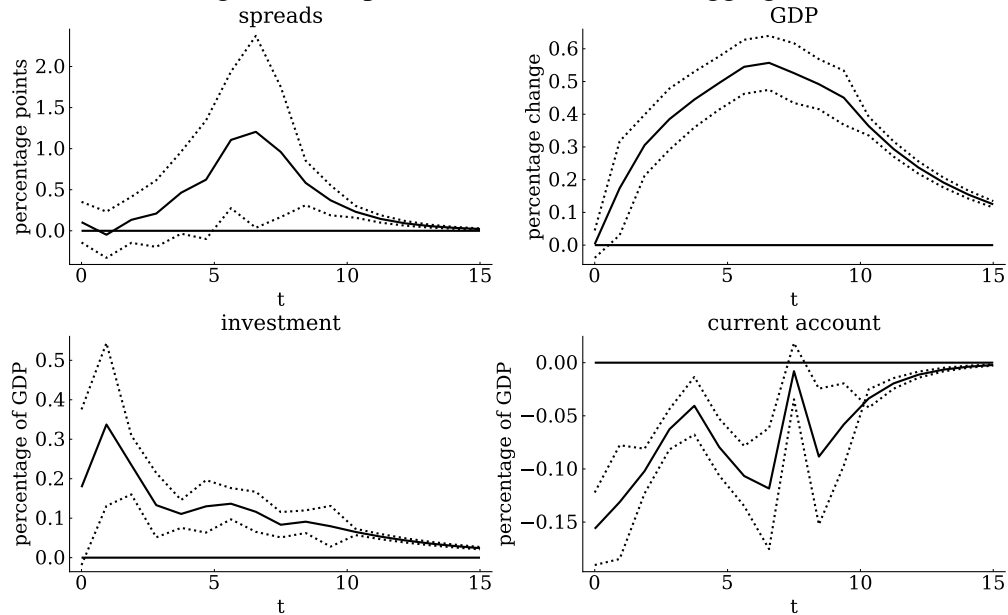 spreads
percentage points
2.0
1.5
1.0
0.5
0.0
0 5 10 15
t
GDP
percentage change
0.6
0.5
0.4
0.3
0.2
0.1
0.0
0 5 10 15
t
investment
percentage of GDP
0.5
0.4
0.3
0.2
0.1
0.0
0 5 10 15
t
current account
percentage of GDP
0.00
−0.05
−0.10
−0.15
0 5 10 15
t